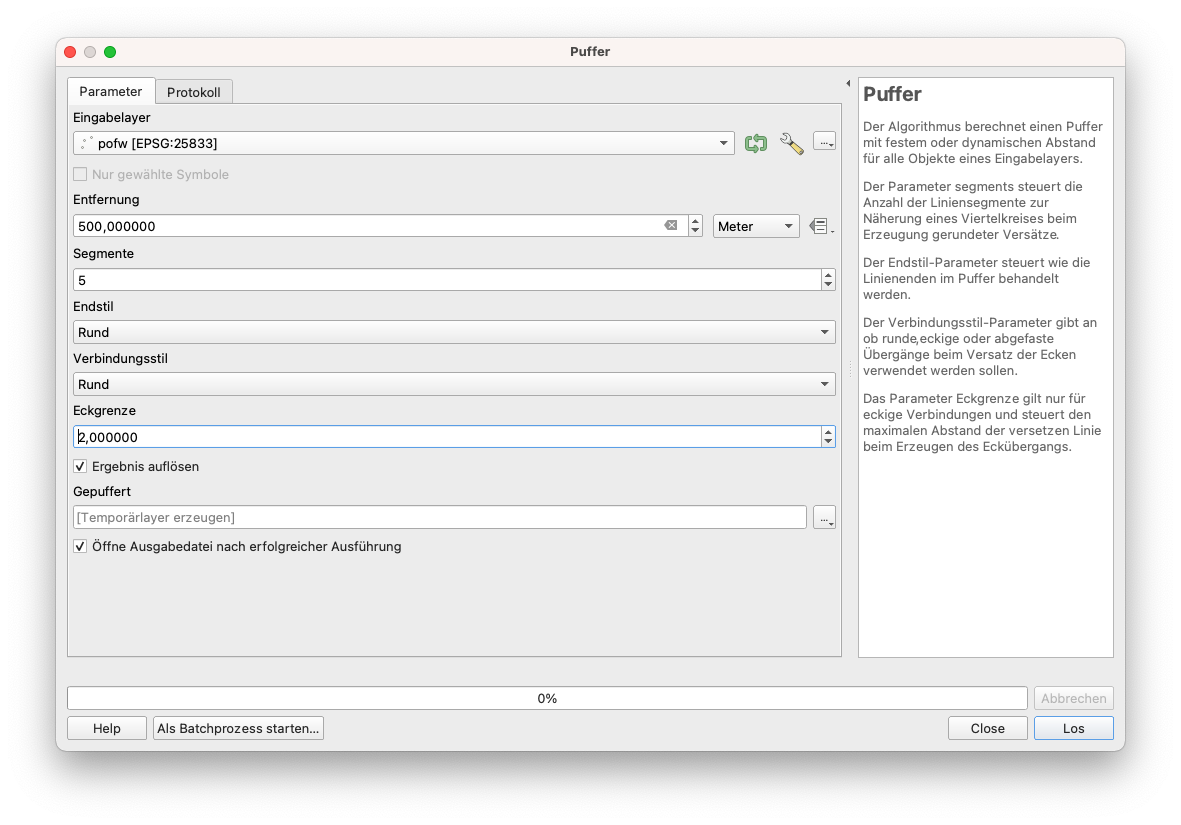 Puffer
Parameter
Protokoll
Eingabelayer
pofw [EPSG:25833]
...
Nur gewählte Symbole
Entfernung
500,000000
Meter
Segmente
5
Endstil
Rund
Verbindungsstil
Rund
Eckgrenze
2,000000
Ergebnis auflösen
Gepuffert
[Temporärlayer erzeugen]
...
Öffne Ausgabedatei nach erfolgreicher Ausführung
Puffer
Der Algorithmus berechnet einen Puffer
mit festem oder dynamischen Abstand
für alle Objekte eines Eingabelayers.
Der Parameter segments steuert die
Anzahl der Liniensegmente zur
Näherung eines Viertelkreises beim
Erzeugung gerundeter Versätze.
Der Endstil-Parameter steuert wie die
Linienenden im Puffer behandelt
werden.
Der Verbindungsstil-Parameter gibt an
ob runde,eckige oder abgefaste
Übergänge beim Versatz der Ecken
verwendet werden sollen.
Das Parameter Eckgrenze gilt nur für
eckige Verbindungen und steuert den
maximalen Abstand der versetzen Linie
beim Erzeugen des Eckübergangs.
0%
Abbrechen
Help
Als Batchprozess starten...
Close
Los